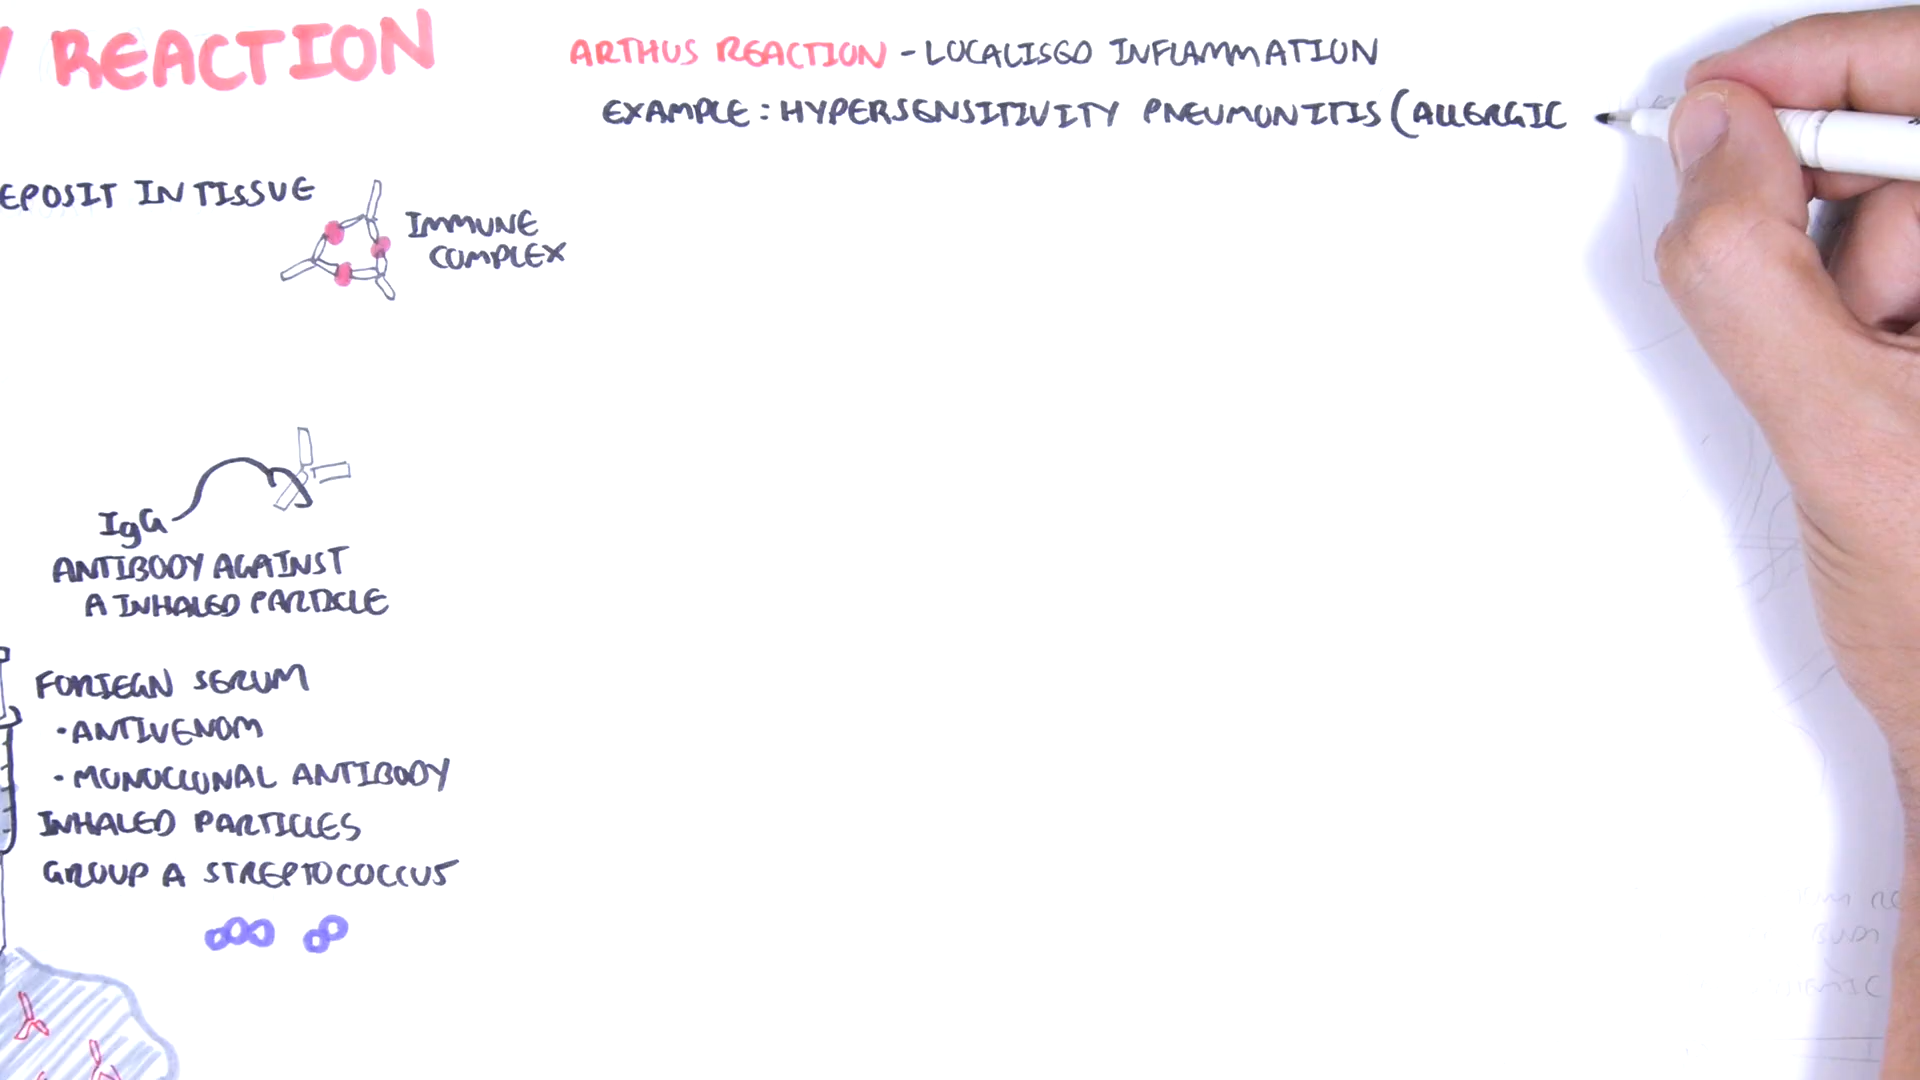 REACTION
ARTHUS REACTION - LOCALISED INFLAMMATION
EXAMPLE: HYPERSENSITIVITY PNEUMONITIS (ALLERGIC
EPOSIT IN TISSUE
IMMUNE
COMPLEX
IgG
ANTIBODY AGAINST
A INHALED PARTICLE
FORIEGN SERUM
• ANTIVENOM
• MONOCLONAL ANTIBODY
INHALED PARTICLES
GROUP A STREPTOCOCCUS